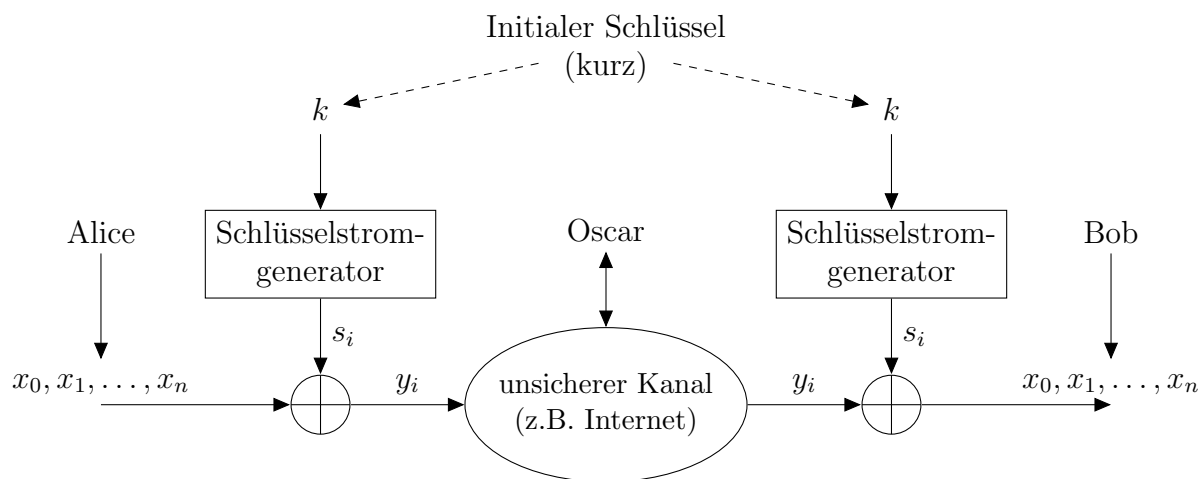 Initialer Schlüssel
(kurz)
k
k
Alice
Schlüsselstrom-
generator
Oscar
Schlüsselstrom-
generator
Bob
s_i
s_i
x_0, x_1, …, x_n
y_i
unsicherer Kanal
(z.B. Internet)
y_i
x_0, x_1, …, x_n